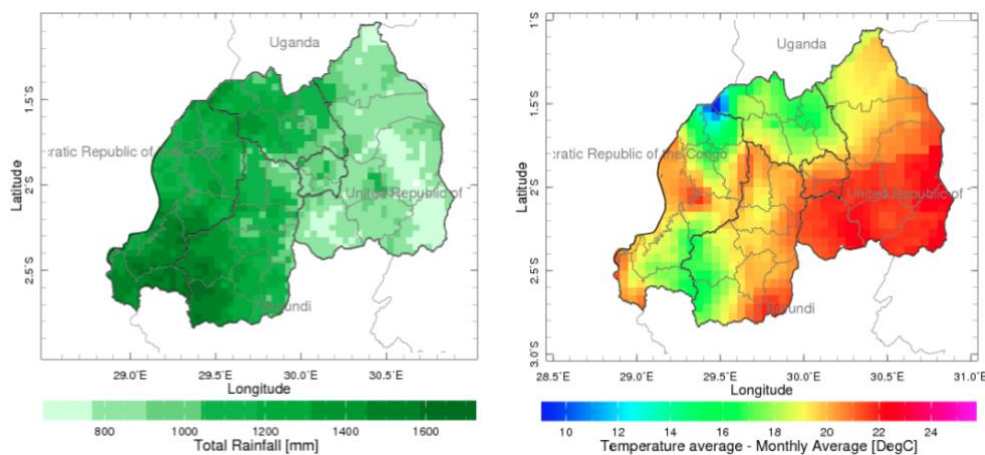 Uganda
1.5°S
2.0°S
2.5°S
Latitude
cratic Republic of the Congo
United Republic of
Burundi
29.0°E 29.5°E 30.0°E 30.5°E
Longitude
800 1000 1200 1400 1600
Total Rainfall [mm]
1°S
Uganda
1.5°S
2.0°S
2.5°S
3.0°S
Latitude
cratic Republic of the Congo
United Republic of
Burundi
28.5°E 29.0°E 29.5°E 30.0°E 30.5°E 31.0°E
Longitude
10 12 14 16 18 20 22 24
Temperature average - Monthly Average [DegC]